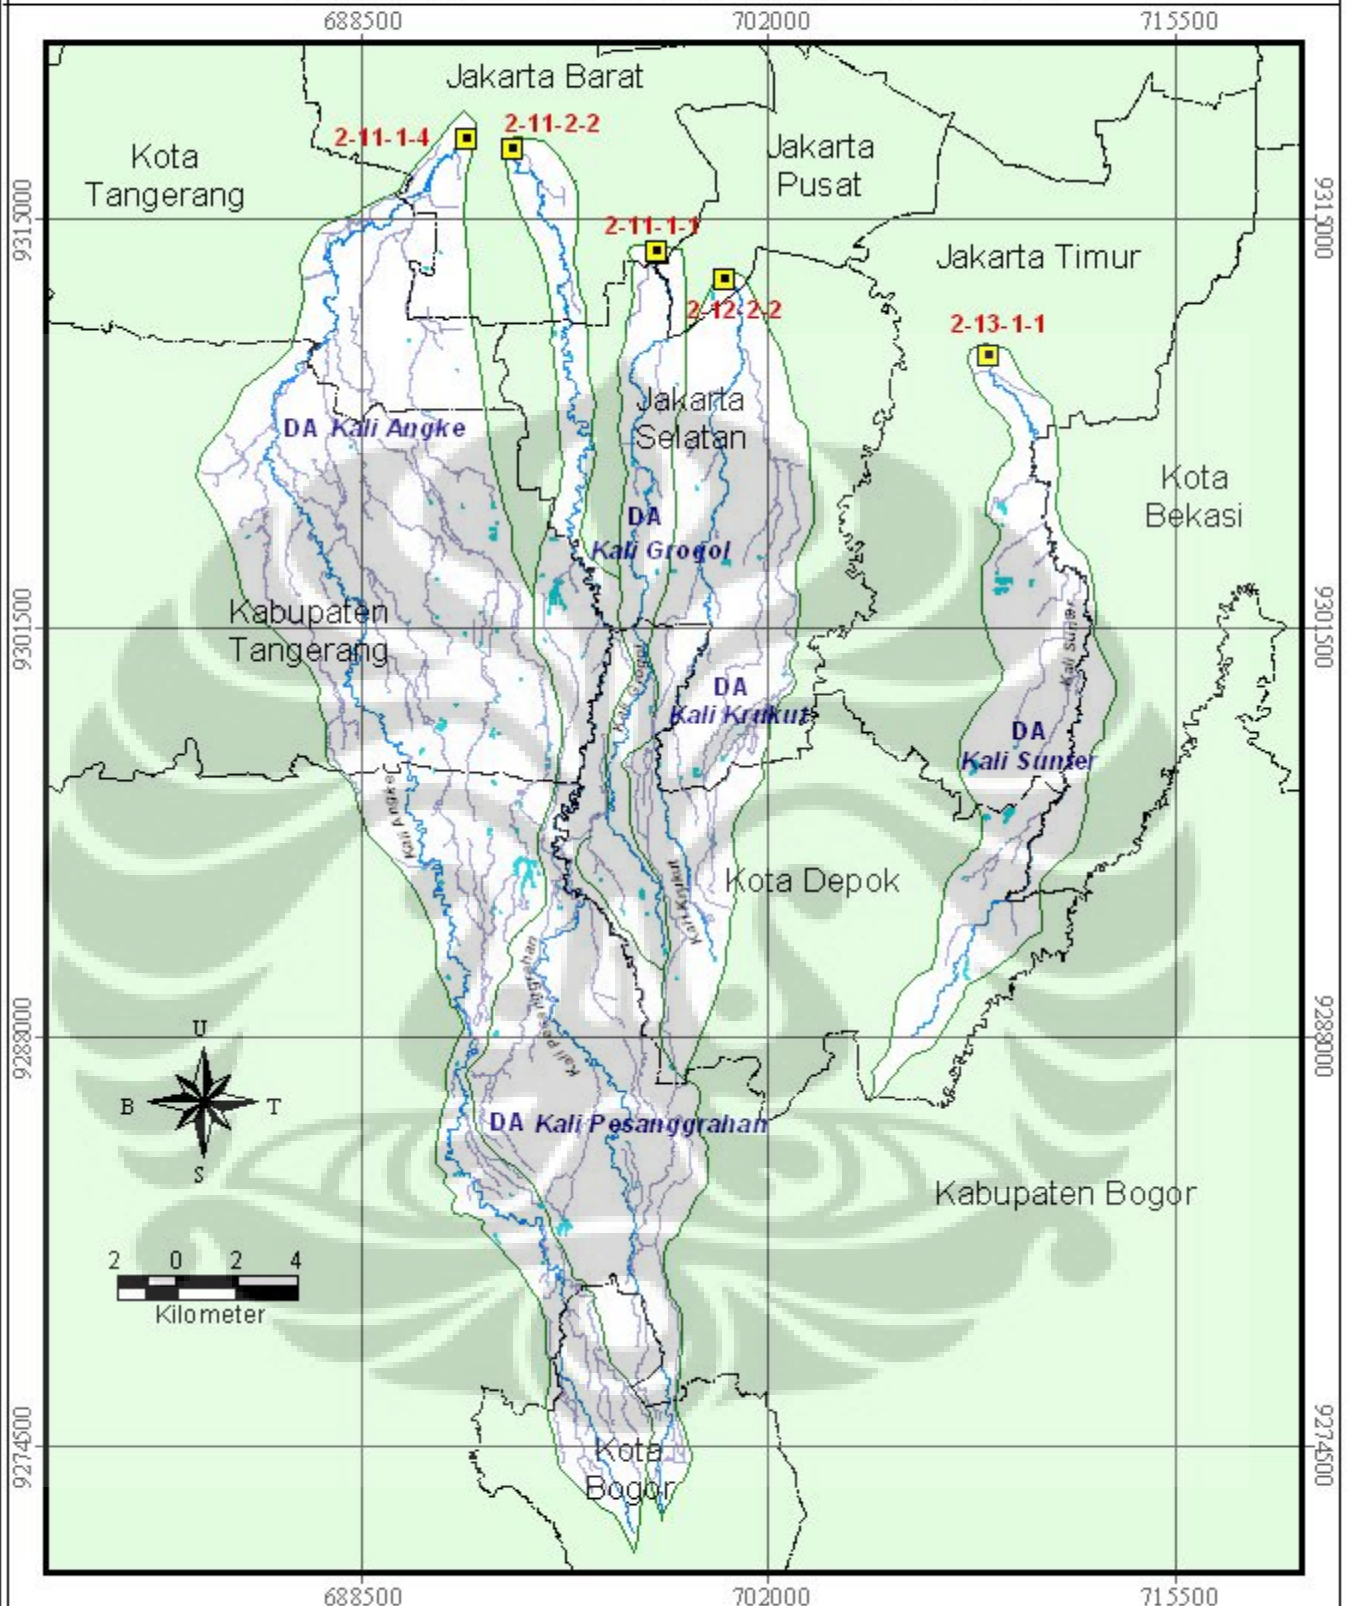 688500 702000 715500
Jakarta Barat
2-11-1-4
2-11-2-2
Kota
Tangerang
Jakarta
Pusat
9315000
9315000
2-11-1-1
Jakarta Timur
2-12-2-2
2-13-1-1
Jakarta
Selatan
DA Kali Angke
Kota
Bekasi
DA
Kali Grogol
Kabupaten
Tangerang
9301500
9301500
Kali Sunter
Kali Grogol
DA
Kali Krukut
DA
Kali Sunter
Kali Angke
Kota Depok
Kali Krukut
Kali Pesanggrahan
9288000
9288000
U
B
T
S
DA Kali Pesanggrahan
Kabupaten Bogor
2 0 2 4
Kilometer
9274500
9274500
Kota
Bogor
688500 702000 715500